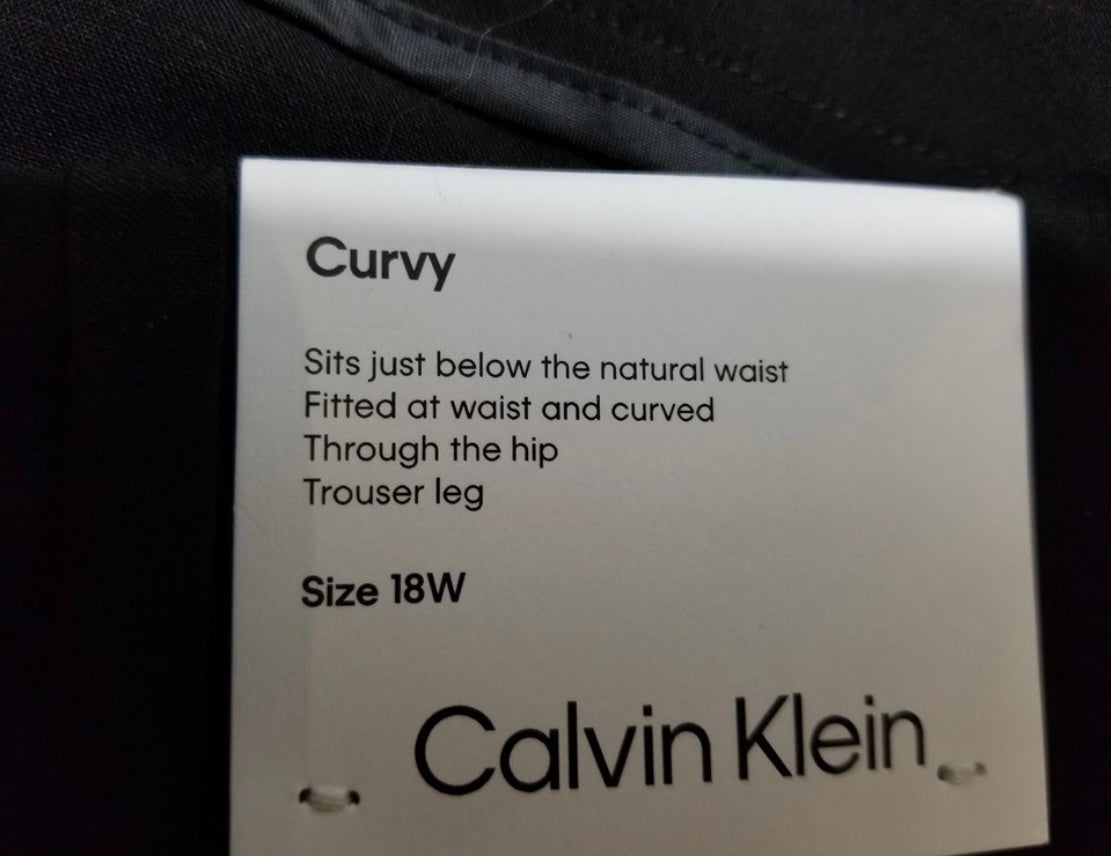 Curvy
Sits just below the natural waist
Fitted at waist and curved
Through the hip
Trouser leg
Size 18W
Calvin Klein